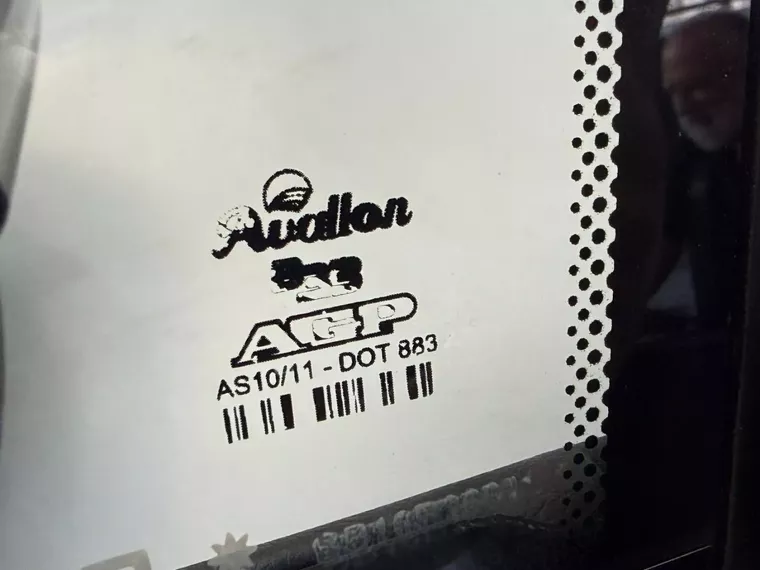 Avallon
AGP
AS10/11 - DOT 883